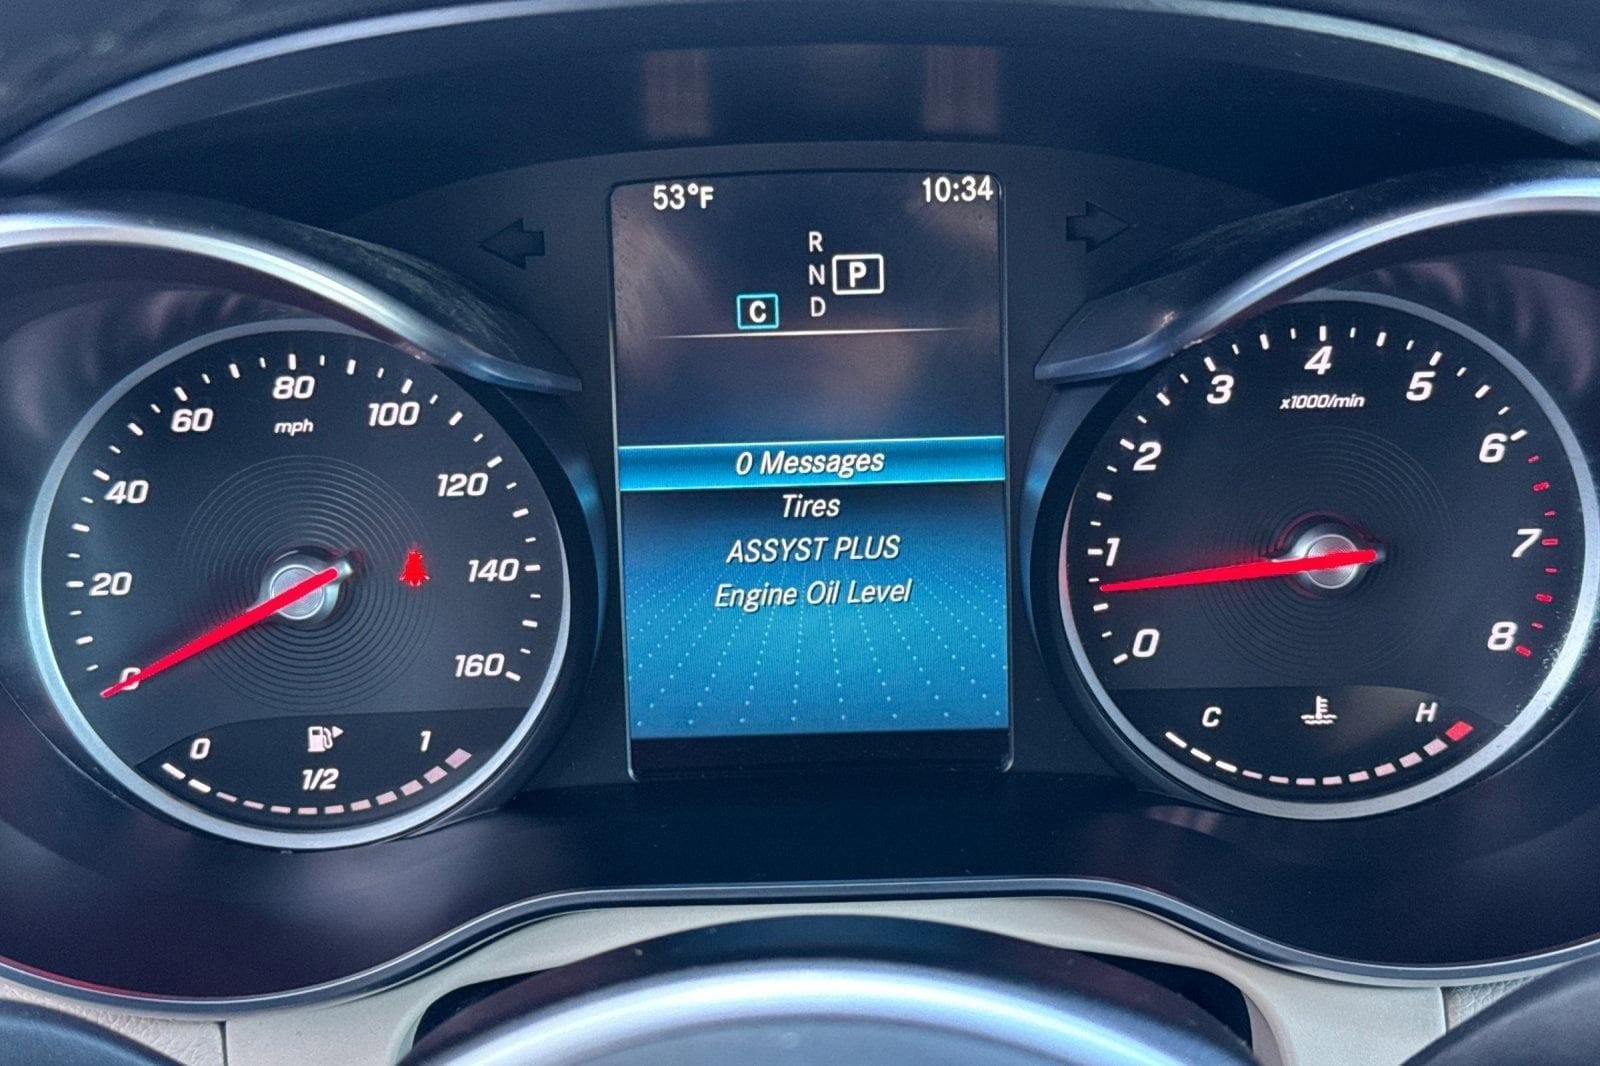 53°F
10:34
R
N P
C D
0 Messages
Tires
ASSYST PLUS
Engine Oil Level
0
20
40
60
80
100
120
140
160
mph
0
1/2
1
0
1
2
3
4
5
6
7
8
x1000/min
C
H